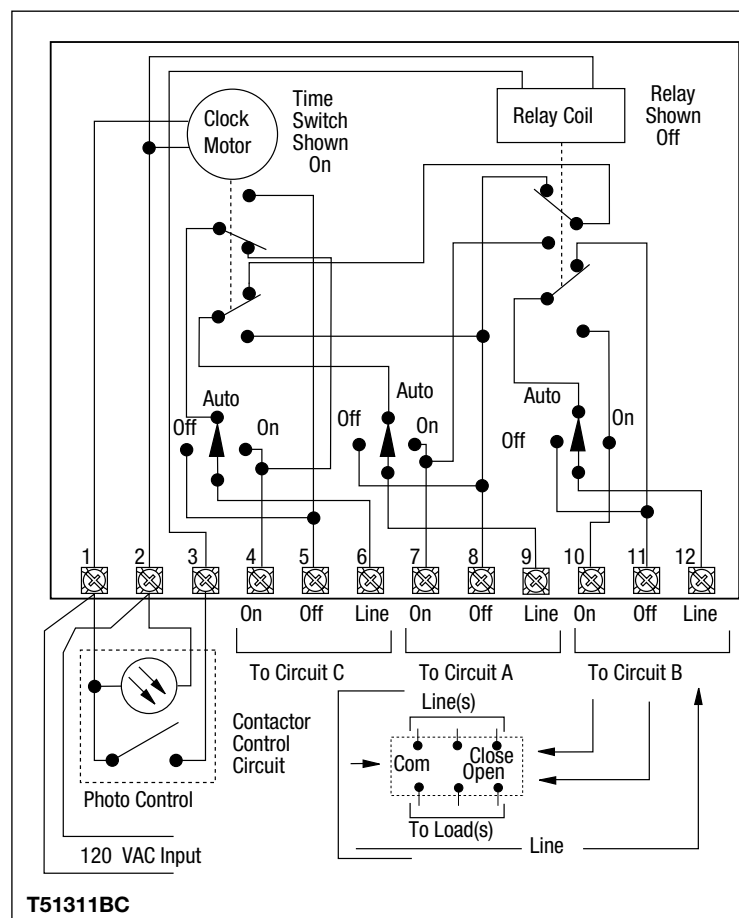 Clock
Motor
Time
Switch
Shown
On
Relay Coil
Relay
Shown
Off
Auto
Off
On
Auto
Off
On
Auto
Off
On
1
2
3
4
5
6
7
8
9
10
11
12
On
Off
Line
On
Off
Line
On
Off
Line
To Circuit C
To Circuit A
To Circuit B
Contactor
Control
Circuit
Photo Control
120 VAC Input
Line(s)
Com
Close
Open
To Load(s)
Line
T51311BC